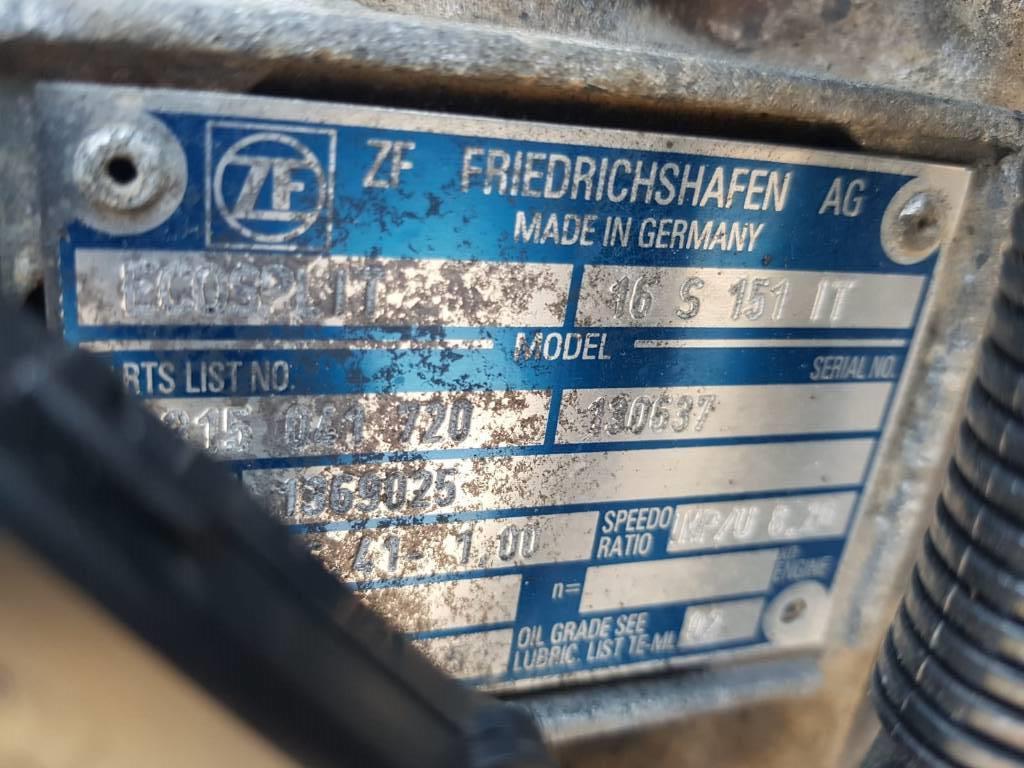 ZF
ZF FRIEDRICHSHAFEN AG
MADE IN GERMANY
ECOSPLIT 16 S 151 IT
MODEL
RTS LIST NO. SERIAL NO.
315 041 720 130637
1369025
41- 1.00 SPEEDO RATIO IMP/U
n= ENGINE
OIL GRADE SEE
LUBRIC. LIST TE-ML 02